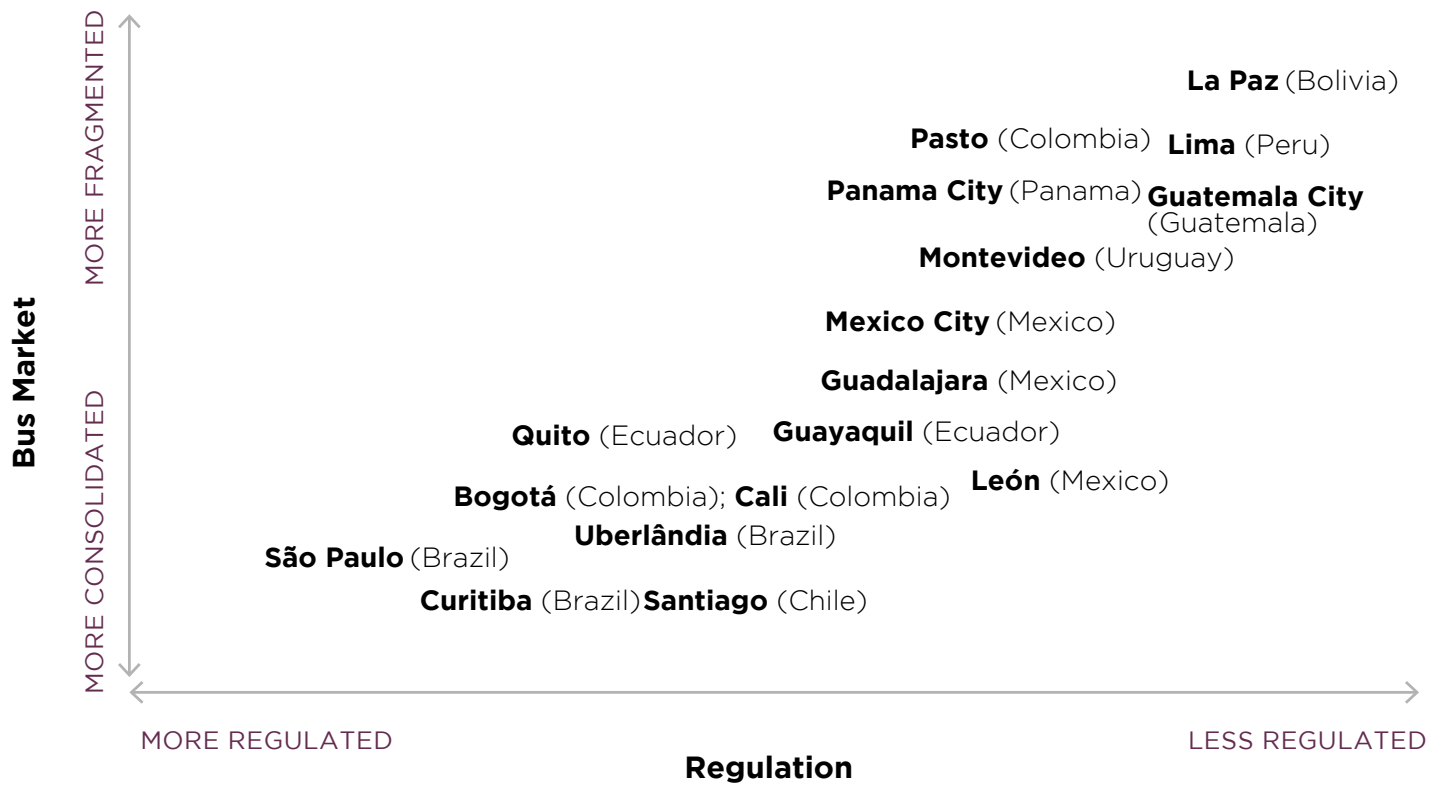 MORE FRAGMENTED
Bus Market
MORE CONSOLIDATED
La Paz (Bolivia)
Pasto (Colombia)
Lima (Peru)
Panama City (Panama)
Guatemala City
(Guatemala)
Montevideo (Uruguay)
Mexico City (Mexico)
Guadalajara (Mexico)
Quito (Ecuador)
Guayaquil (Ecuador)
León (Mexico)
Bogotá (Colombia); Cali (Colombia)
Uberlândia (Brazil)
São Paulo (Brazil)
Curitiba (Brazil)
Santiago (Chile)
MORE REGULATED
LESS REGULATED
Regulation